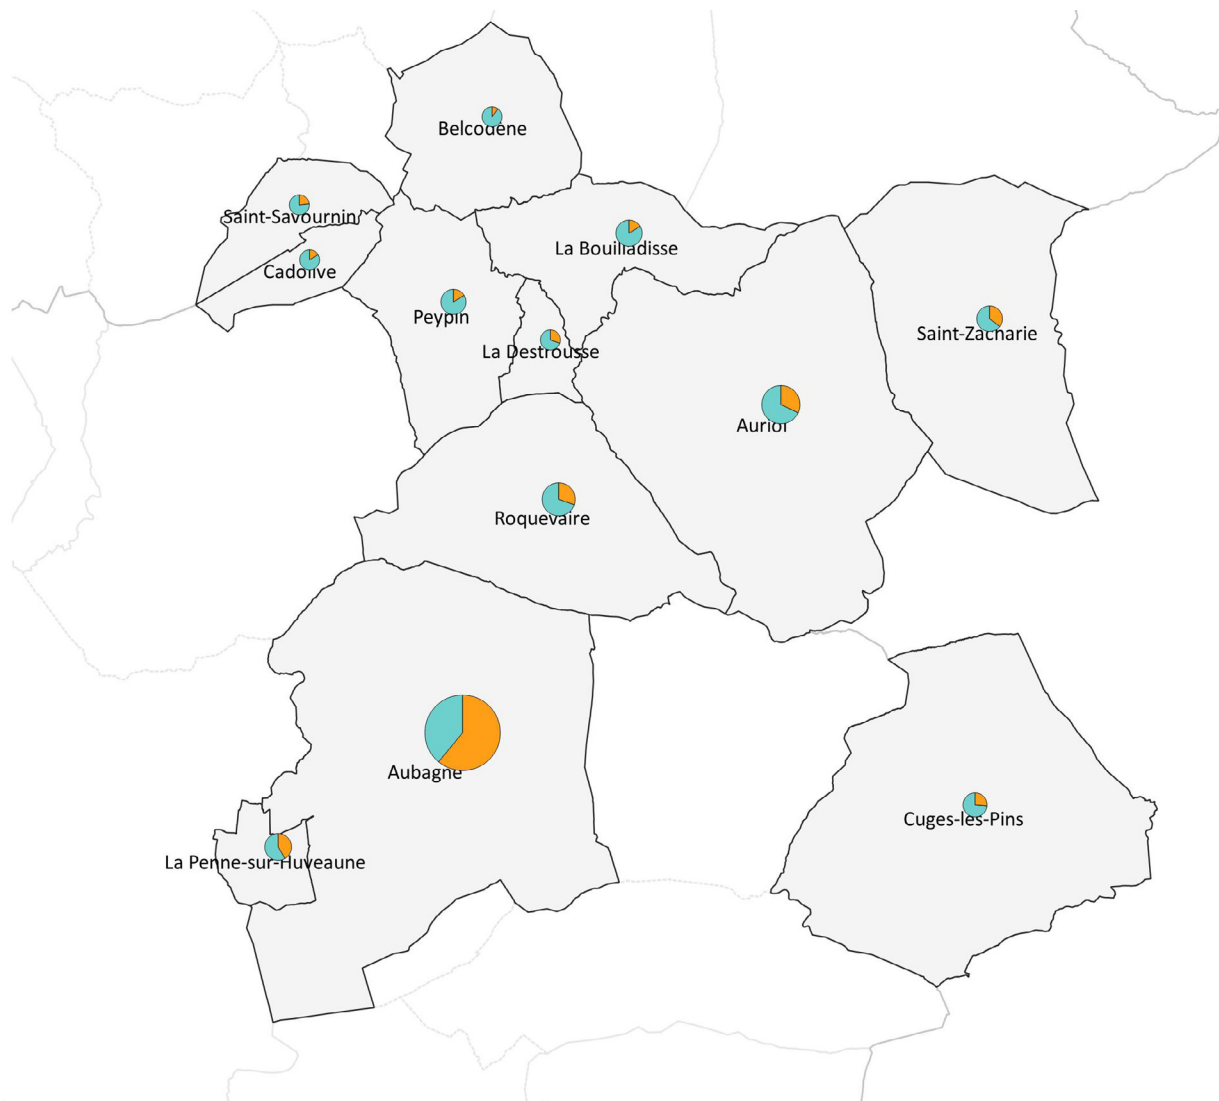 Belcodène
Saint-Savournin
La Bouilladisse
Cadolive
Peypin
Saint-Zacharie
La Destrousse
Auriol
Roquevaire
Aubagne
Cuges-les-Pins
La Penne-sur-Huveaune